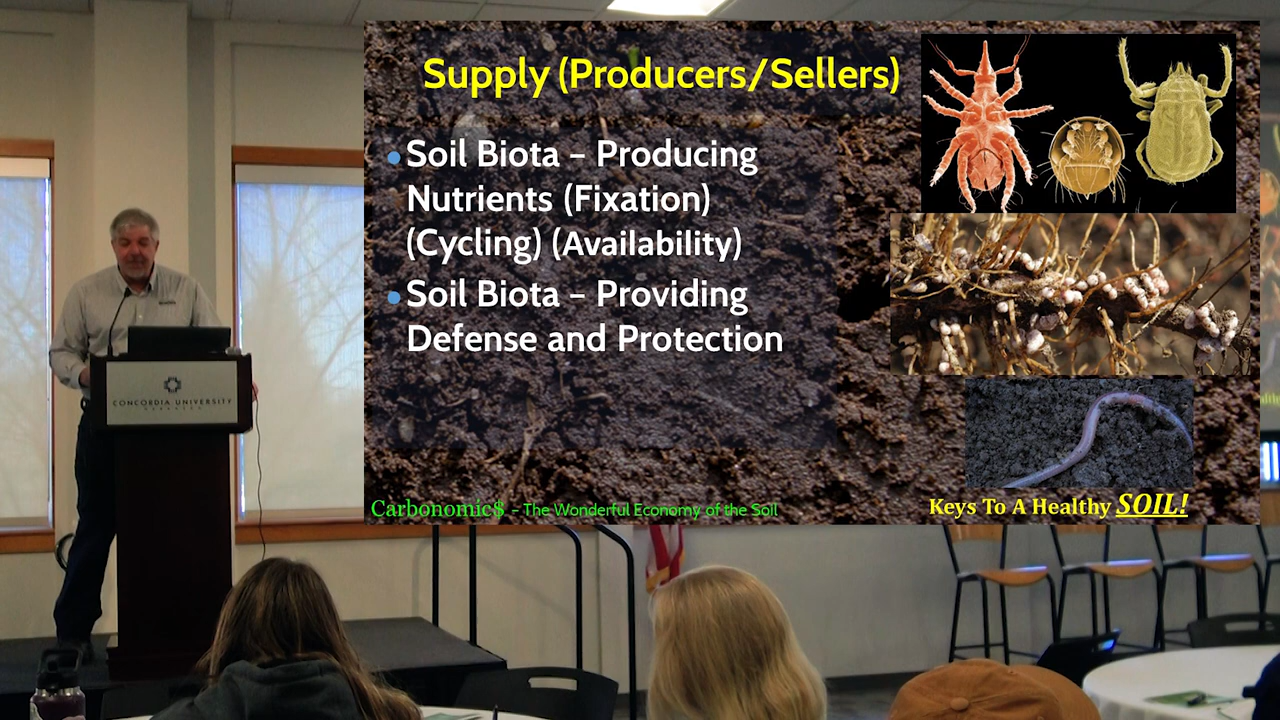 Supply (Producers/Sellers)
Soil Biota – Producing
Nutrients (Fixation)
(Cycling) (Availability)
Soil Biota – Providing
Defense and Protection
Carbonomic$ – The Wonderful Economy of the Soil
Keys To A Healthy SOIL!
CONCORDIA UNIVERSITY